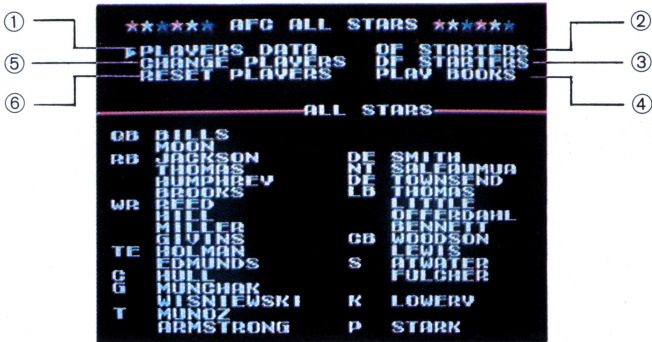 ① ★★★★★★ AFC ALL STARS ★★★★★★ ②
▶PLAYERS DATA OF STARTERS
⑤ CHANGE PLAYERS DF STARTERS ③
⑥ RESET PLAYERS PLAY BOOKS ④
ALL STARS
QB BILLS
MOON
RB JACKSON DE SMITH
THOMAS NT SALEAUMUA
HUMPHREY DE TOWNSEND
BROOKS LB THOMAS
WR REED LITTLE
HILL OFFERDAHL
MILLER BENNETT
GIVINS CB WOODSON
TE HOLMAN LEWIS
EDMUNDS S ATWATER
C HULL FULCHER
G MUNCHAK
WISNIEWSKI K LOWERY
T MUNOZ
ARMSTRONG P STARK